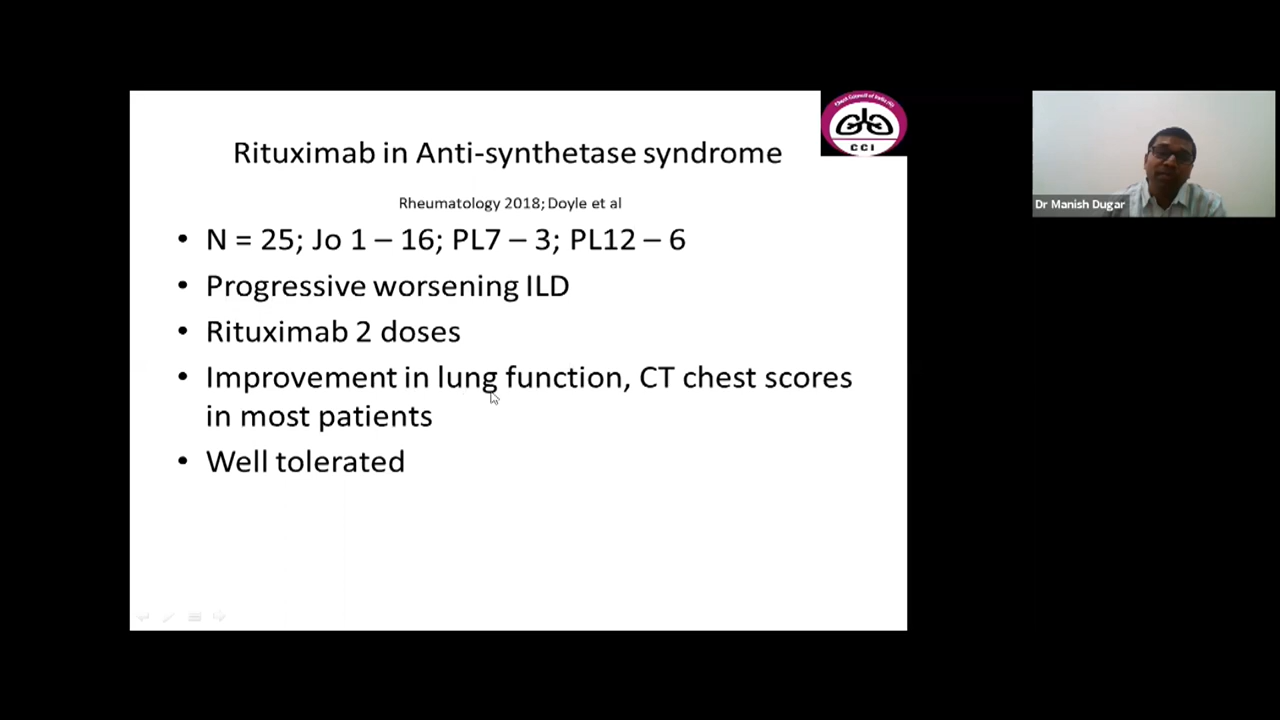 Rituximab in Anti-synthetase syndrome
Rheumatology 2018; Doyle et al
• N = 25; Jo 1 – 16; PL7 – 3; PL12 – 6
• Progressive worsening ILD
• Rituximab 2 doses
• Improvement in lung function, CT chest scores
in most patients
• Well tolerated
CCI
Dr Manish Dugar